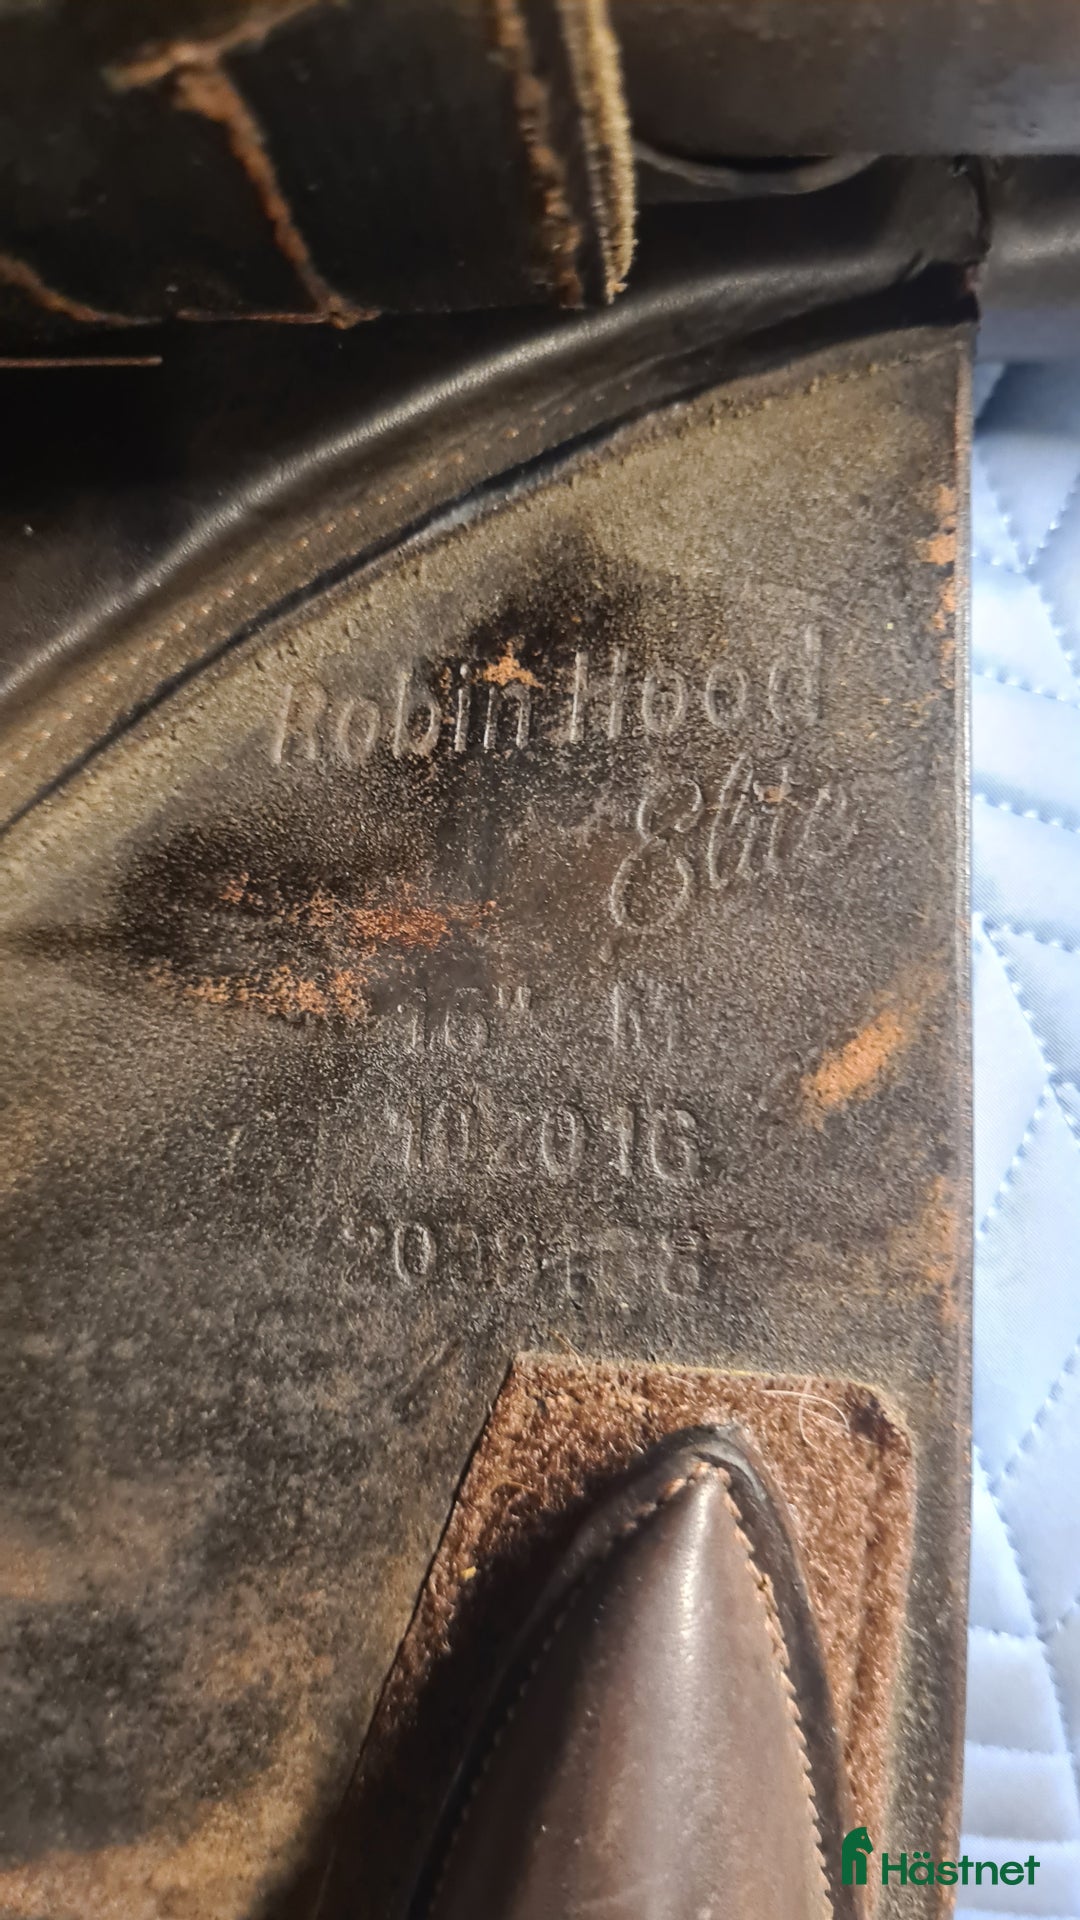 Robin Hood
Elite
16" M
102016
Hästnet